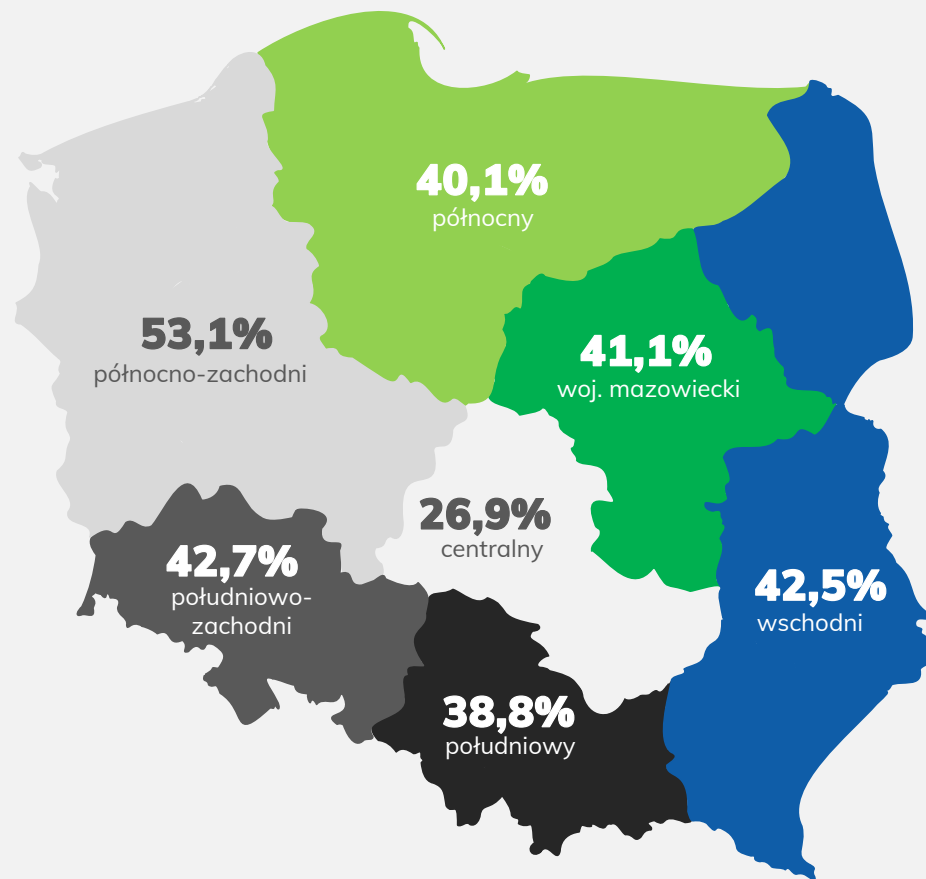 40,1%
północny
53,1%
północno-zachodni
41,1%
woj. mazowiecki
26,9%
centralny
42,7%
południowo-
zachodni
42,5%
wschodni
38,8%
południowy